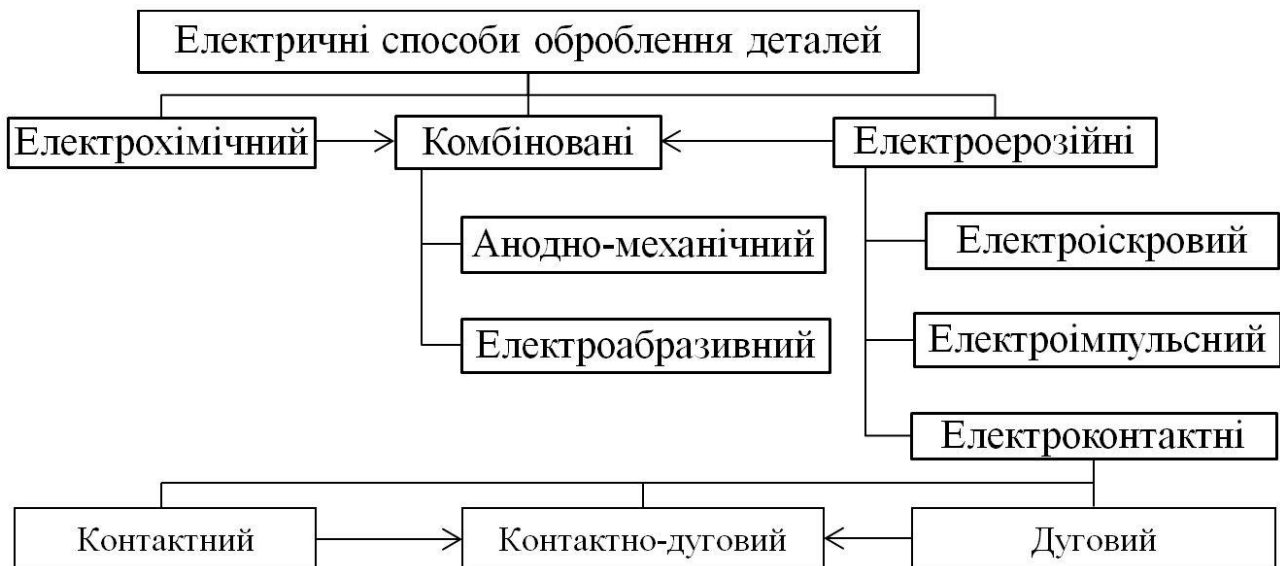 Електричні способи оброблення деталей
Електрохімічний
Комбіновані
Електроерозійні
Анодно-механічний
Електроіскровий
Електроабразивний
Електроімпульсний
Електроконтактні
Контактний
Контактно-дуговий
Дуговий